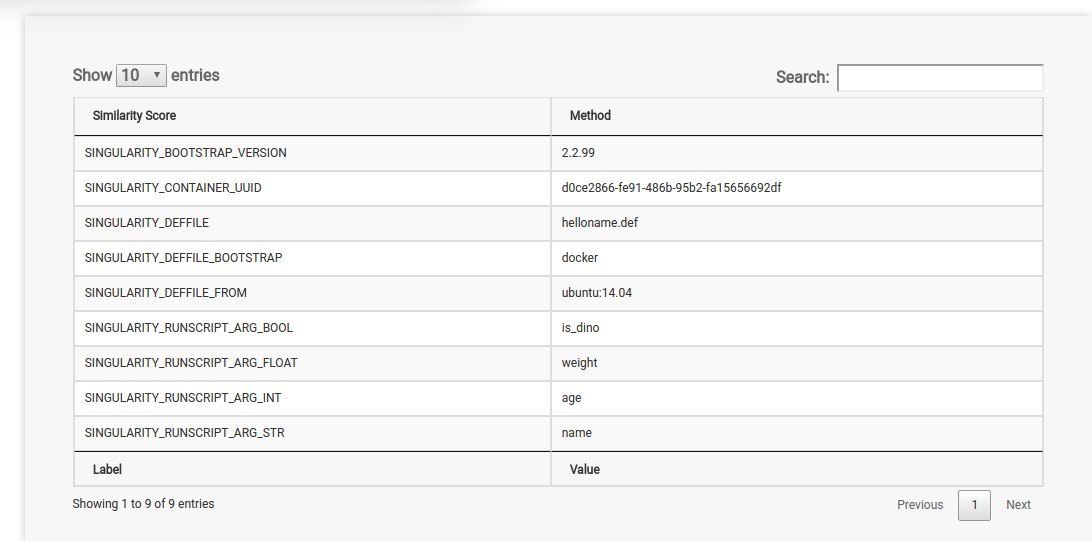 Show 10 entries Search:
Similarity Score Method
SINGULARITY_BOOTSTRAP_VERSION 2.2.99
SINGULARITY_CONTAINER_UUID d0ce2866-fe91-486b-95b2-fa15656692df
SINGULARITY_DEFFILE helloname.def
SINGULARITY_DEFFILE_BOOTSTRAP docker
SINGULARITY_DEFFILE_FROM ubuntu:14.04
SINGULARITY_RUNSCRIPT_ARG_BOOL is_dino
SINGULARITY_RUNSCRIPT_ARG_FLOAT weight
SINGULARITY_RUNSCRIPT_ARG_INT age
SINGULARITY_RUNSCRIPT_ARG_STR name
Label Value
Showing 1 to 9 of 9 entries Previous 1 Next